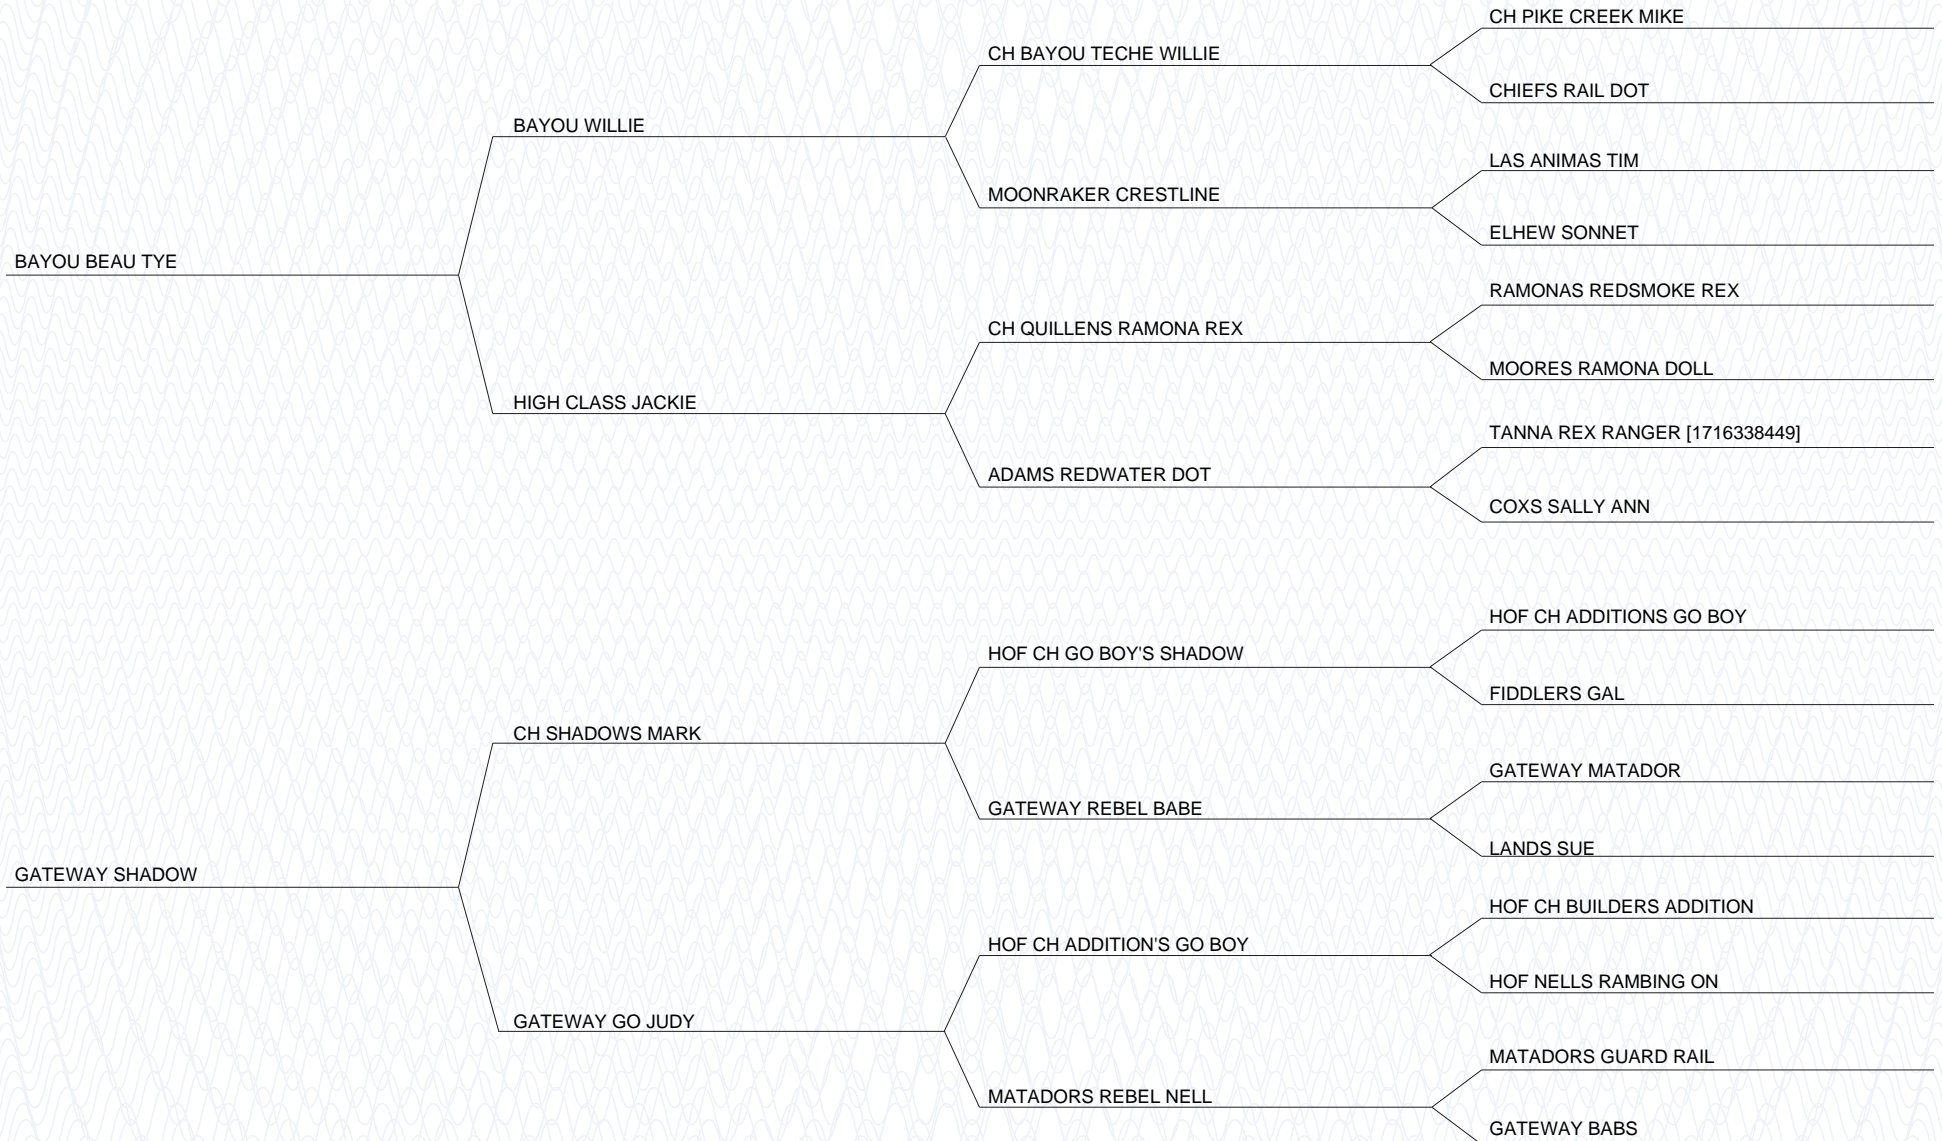 CH PIKE CREEK MIKE
CH BAYOU TECHE WILLIE
CHIEFS RAIL DOT
BAYOU WILLIE
LAS ANIMAS TIM
MOONRAKER CRESTLINE
ELHEW SONNET
BAYOU BEAU TYE
RAMONAS REDSMOKE REX
CH QUILLENS RAMONA REX
MOORES RAMONA DOLL
HIGH CLASS JACKIE
TANNA REX RANGER [1716338449]
ADAMS REDWATER DOT
COXS SALLY ANN
HOF CH ADDITIONS GO BOY
HOF CH GO BOY'S SHADOW
FIDDLERS GAL
CH SHADOWS MARK
GATEWAY MATADOR
GATEWAY REBEL BABE
LANDS SUE
GATEWAY SHADOW
HOF CH BUILDERS ADDITION
HOF CH ADDITION'S GO BOY
HOF NELLS RAMBING ON
GATEWAY GO JUDY
MATADORS GUARD RAIL
MATADORS REBEL NELL
GATEWAY BABS